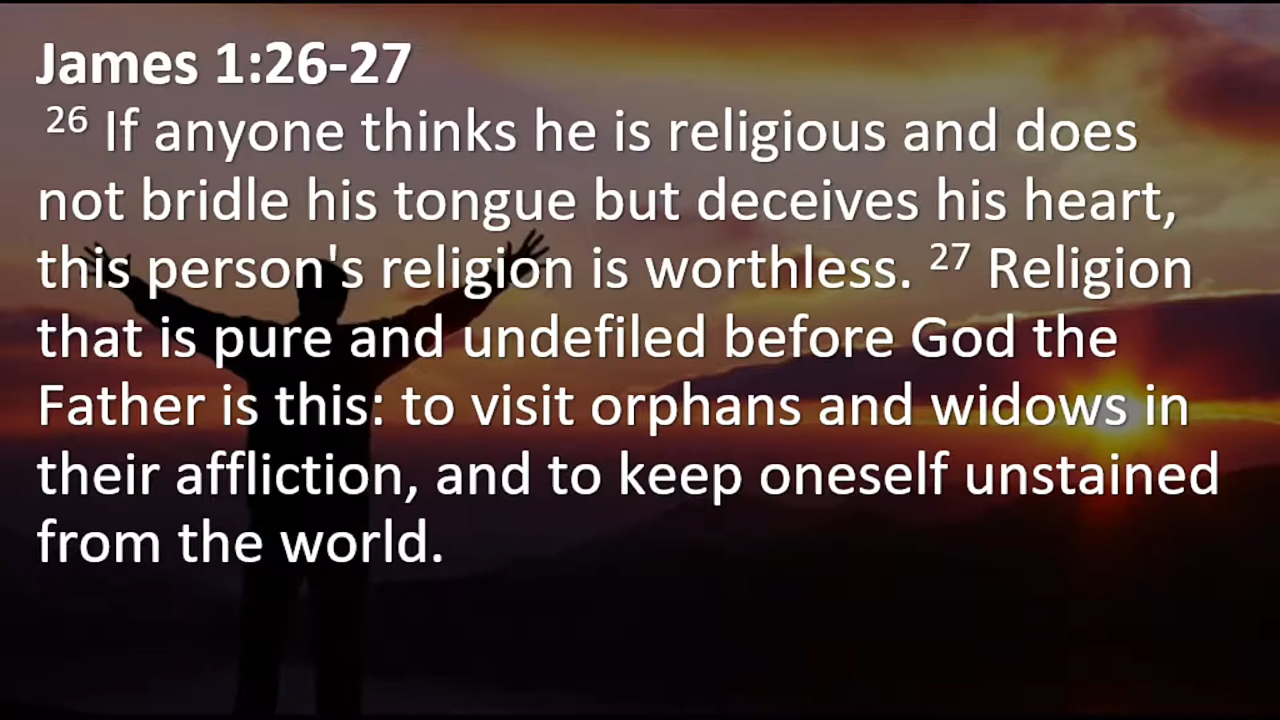 James 1:26-27
26 If anyone thinks he is religious and does
not bridle his tongue but deceives his heart,
this person's religion is worthless. 27 Religion
that is pure and undefiled before God the
Father is this: to visit orphans and widows in
their affliction, and to keep oneself unstained
from the world.